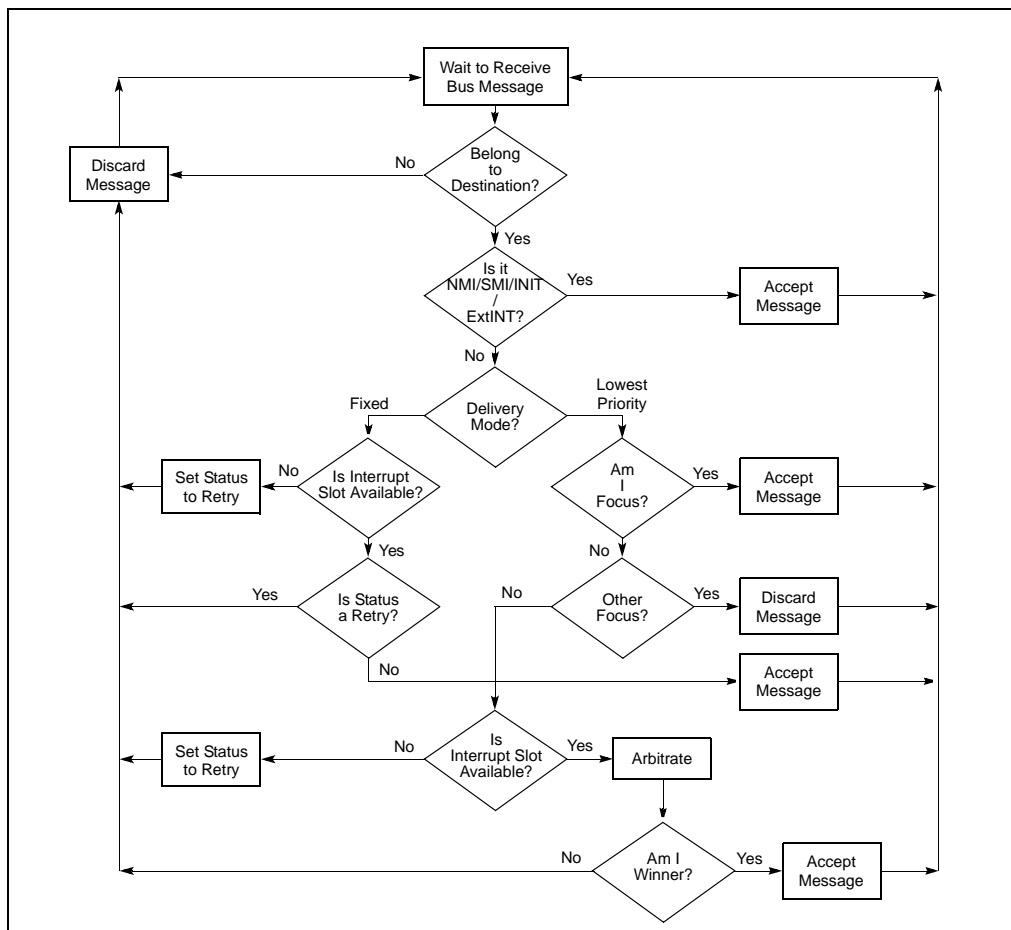 Wait to Receive
Bus Message
Belong
to
Destination?
No
Discard
Message
Yes
Is it
NMI/SMI/INIT
/
ExtINT?
Yes
Accept
Message
No
Delivery
Mode?
Fixed
Lowest
Priority
Is Interrupt
Slot Available?
No
Set Status
to Retry
Am
I
Focus?
Yes
Accept
Message
Yes
No
Is Status
a Retry?
Yes
No
Other
Focus?
Yes
Discard
Message
No
Accept
Message
Is
Interrupt Slot
Available?
No
Set Status
to Retry
Yes
Arbitrate
Am I
Winner?
No
Yes
Accept
Message